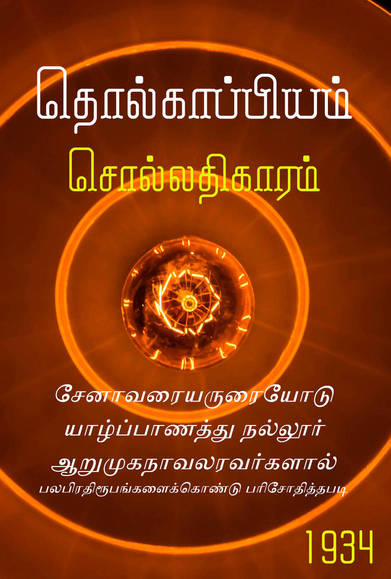 தொல்காப்பியம்
சொல்லதிகாரம்
சேனாவரையருரையோடு
யாழ்ப்பாணத்து நல்லூர்
ஆறுமுகநாவலரவர்களால்
பலபிரதிரூபங்களைக்கொண்டு பரிசோதித்தபடி
1934